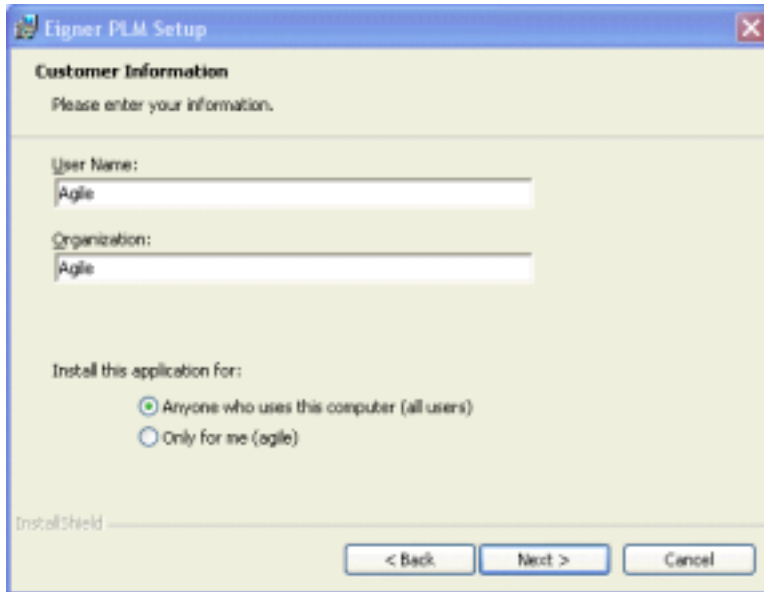 Eigner PLM Setup
Customer Information
Please enter your information.
User Name:
Agile
Organization:
Agile
Install this application for:
Anyone who uses this computer (all users)
Only for me (agile)
InstallShield
< Back
Next >
Cancel